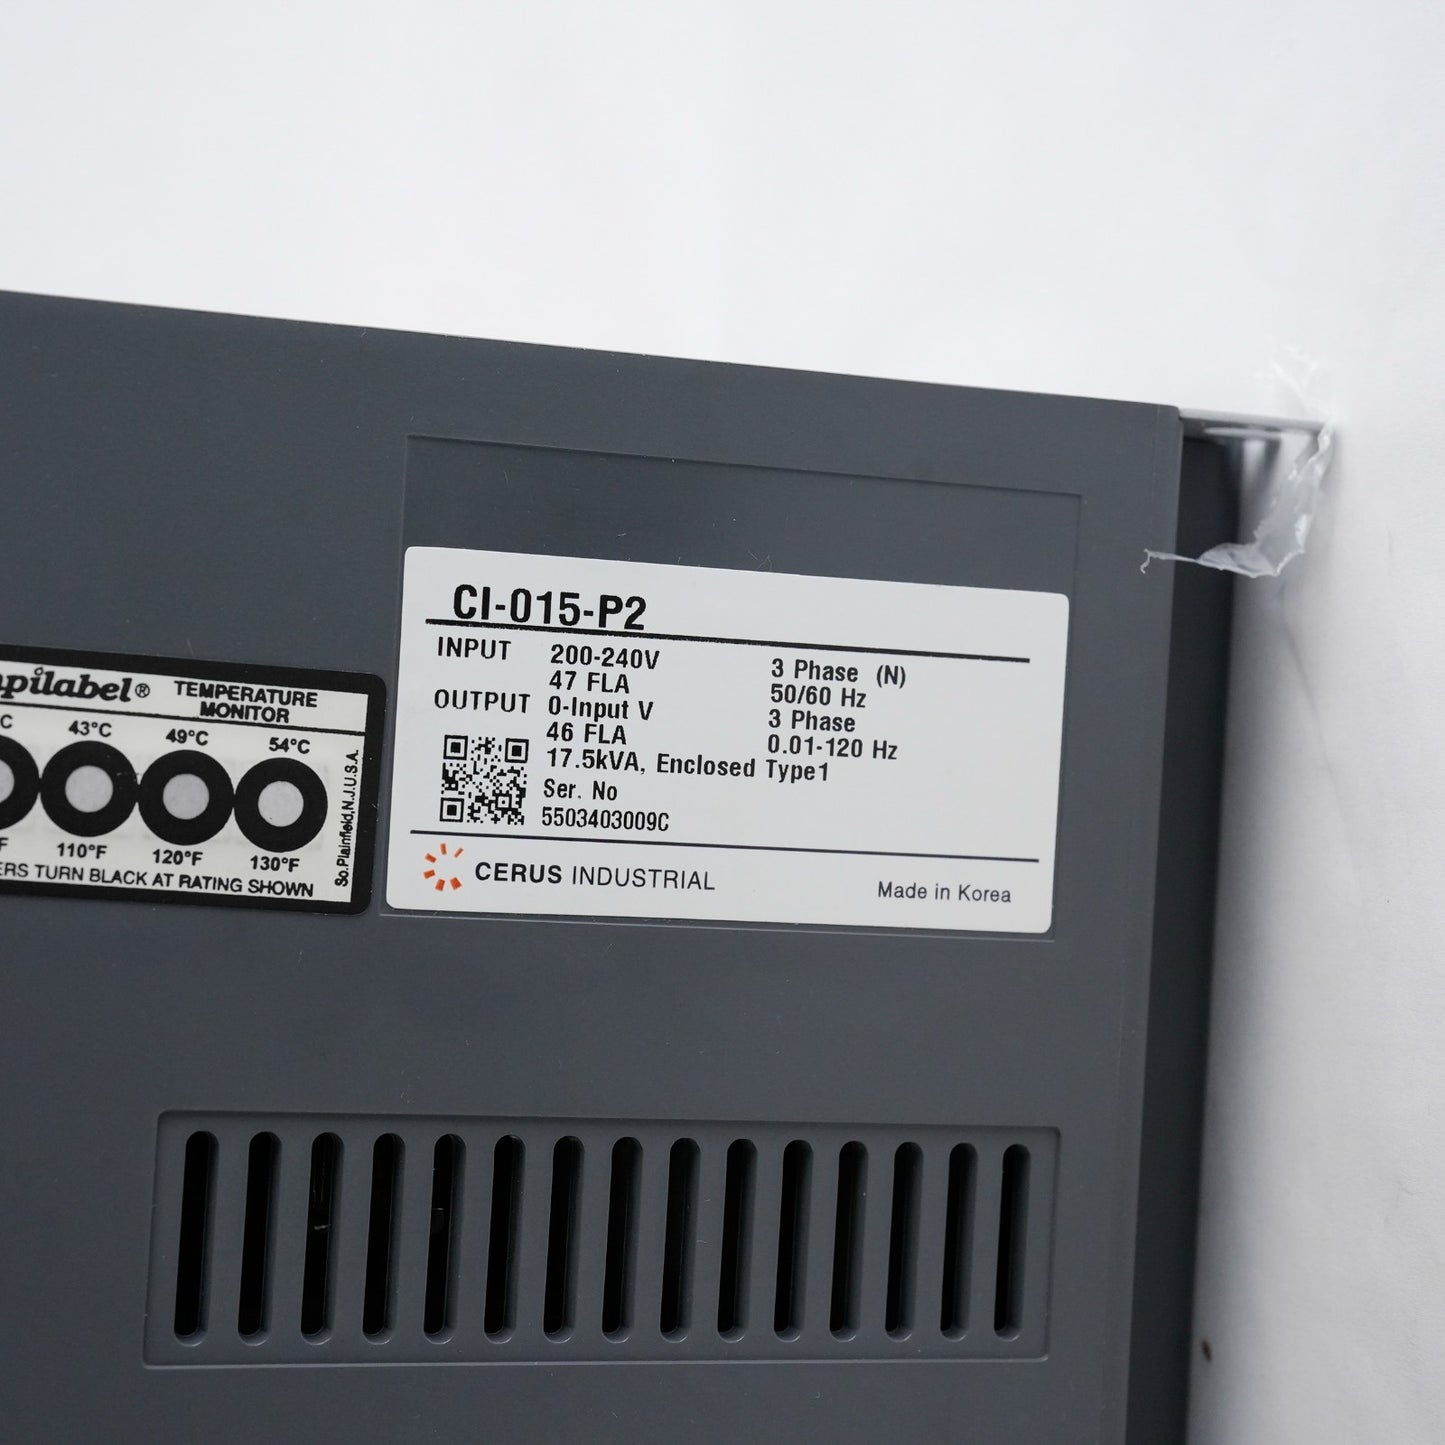 CI-015-P2
INPUT 200-240V 3 Phase (N)
47 FLA 50/60 Hz
OUTPUT 0-Input V 3 Phase
46 FLA 0.01-120 Hz
17.5kVA, Enclosed Type1
Ser. No
5503403009C
CERUS INDUSTRIAL
Made in Korea
pilabel® TEMPERATURE
MONITOR
C 43°C 49°C 54°C
F 110°F 120°F 130°F
ERS TURN BLACK AT RATING SHOWN
So.Plainfield,N.J.U.S.A.